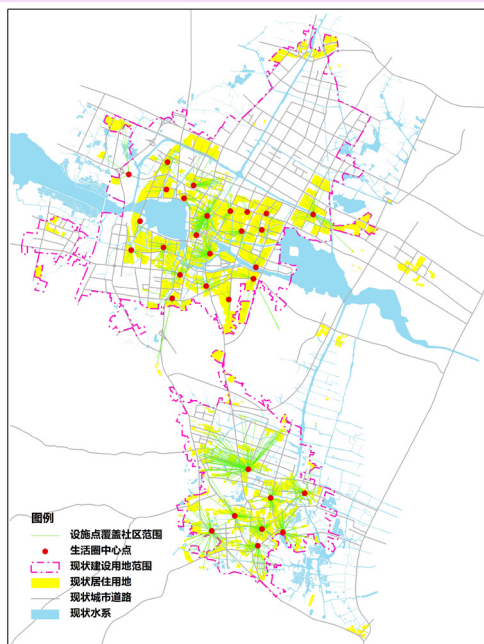 图例
设施点覆盖社区范围
生活圈中心点
现状建设用地范围
现状居住用地
现状城市道路
现状水系